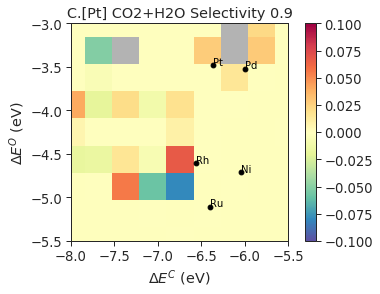 C.[Pt] CO2+H2O Selectivity 0.9
−3.0
−3.5
−4.0
−4.5
−5.0
−5.5
ΔE^O (eV)
Pt
Pd
Rh
Ni
Ru
−8.0 −7.5 −7.0 −6.5 −6.0 −5.5
ΔE^C (eV)
0.100
0.075
0.050
0.025
0.000
−0.025
−0.050
−0.075
−0.100